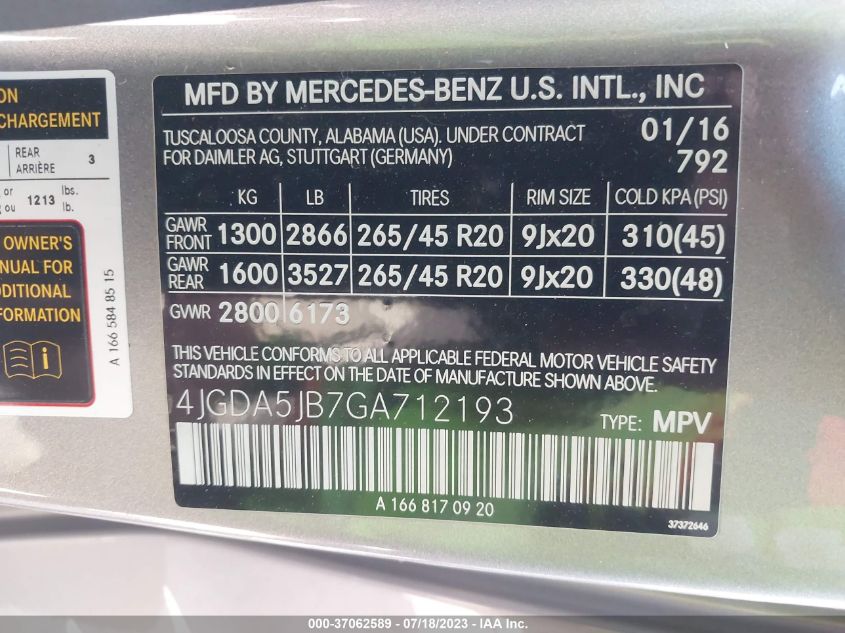 ON
CHARGEMENT
REAR
ARRIÈRE 3
or
ou 1213 lbs.
lb.
OWNER'S
NUAL FOR
DDITIONAL
FORMATION
A 166 584 85 15
MFD BY MERCEDES-BENZ U.S. INTL., INC
TUSCALOOSA COUNTY, ALABAMA (USA). UNDER CONTRACT
FOR DAIMLER AG, STUTTGART (GERMANY)
01/16
792
KG LB TIRES RIM SIZE COLD KPA (PSI)
GAWR
FRONT 1300 2866 265/45 R20 9Jx20 310(45)
GAWR
REAR 1600 3527 265/45 R20 9Jx20 330(48)
GVWR 2800 6173
THIS VEHICLE CONFORMS TO ALL APPLICABLE FEDERAL MOTOR VEHICLE SAFETY
STANDARDS IN EFFECT ON THE DATE OF MANUFACTURE SHOWN ABOVE.
4JGDA5JB7GA712193
TYPE: MPV
A 166 817 09 20
37372646
000-37062589 - 07/18/2023 - IAAI Inc.